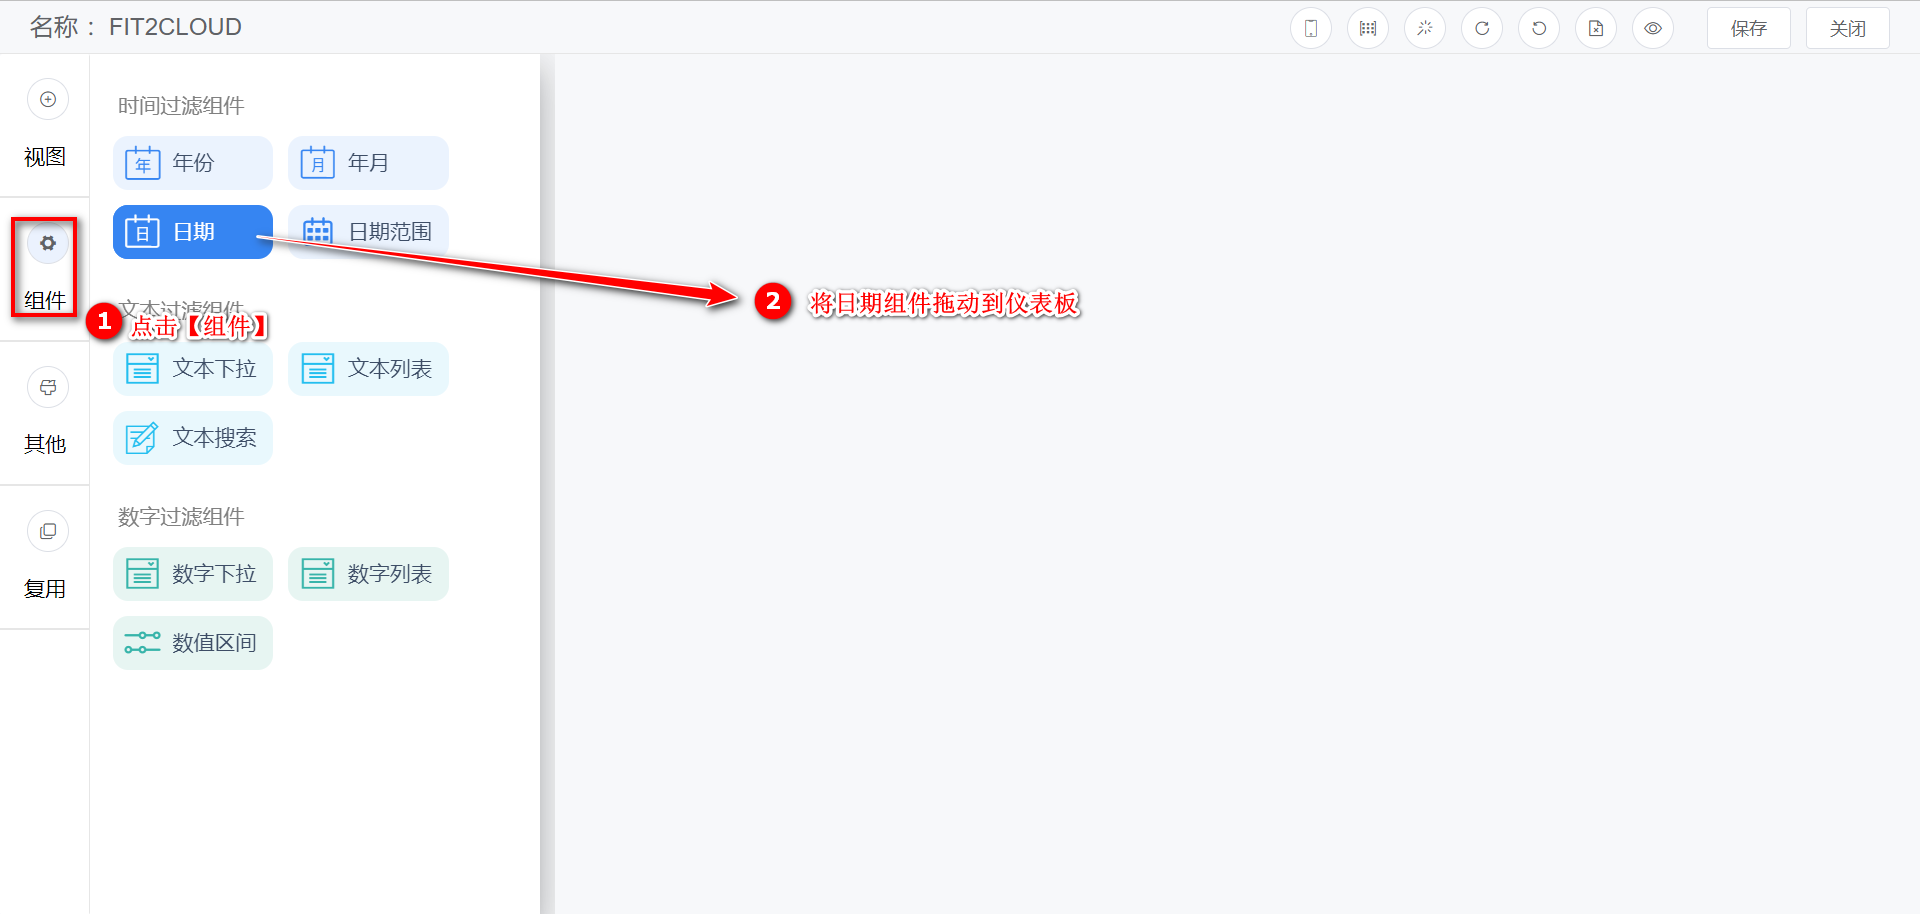 名称： FIT2CLOUD
保存
关闭
视图
组件
其他
复用
时间过滤组件
年 年份
月 年月
日 日期
日期范围
文本过滤组件
1 点击【组件】
2 将日期组件拖动到仪表板
文本下拉
文本列表
文本搜索
数字过滤组件
数字下拉
数字列表
数值区间